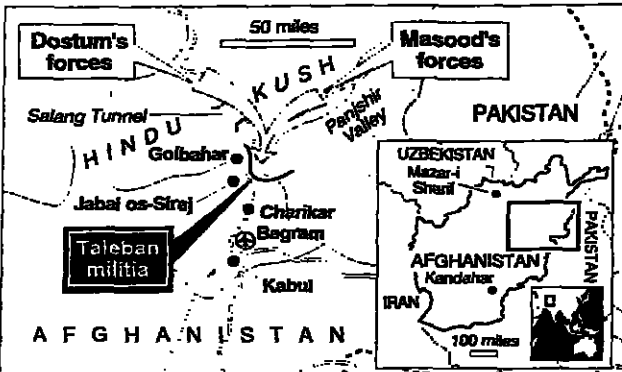 Dostum's
forces
50 miles
Masood's
forces
KUSH
Salang Tunnel
Panjshir
Valley
PAKISTAN
HINDU
Golbahar
Jabal os-Siraj
Charikar
Bagram
Taleban
militia
Kabul
AFGHANISTAN
UZBEKISTAN
Mazar-i
Sharif
PAKISTAN
AFGHANISTAN
Kandahar
IRAN
100 miles